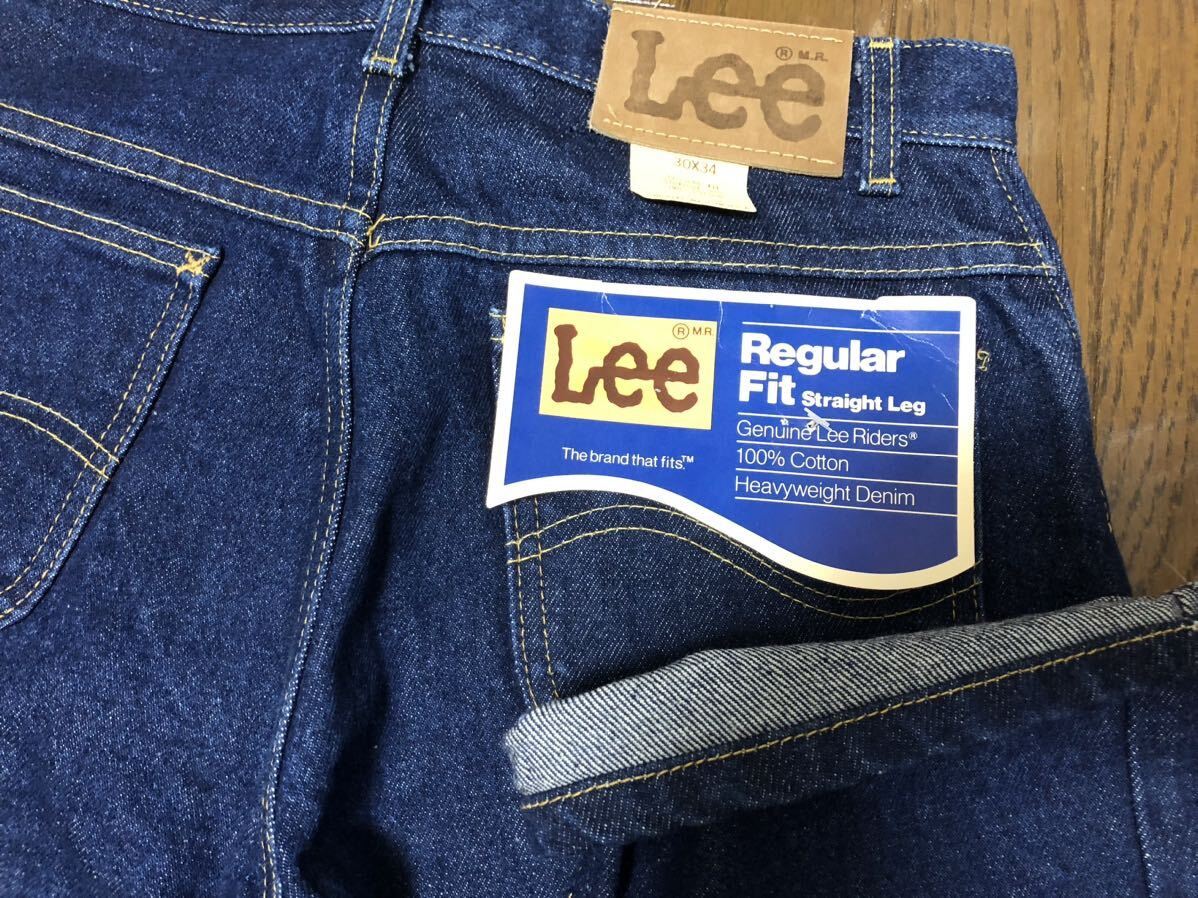 Lee ® M.R.
30X34
Lee ® M.R.
The brand that fits.™
Regular
Fit Straight Leg
Genuine Lee Riders®
100% Cotton
Heavyweight Denim